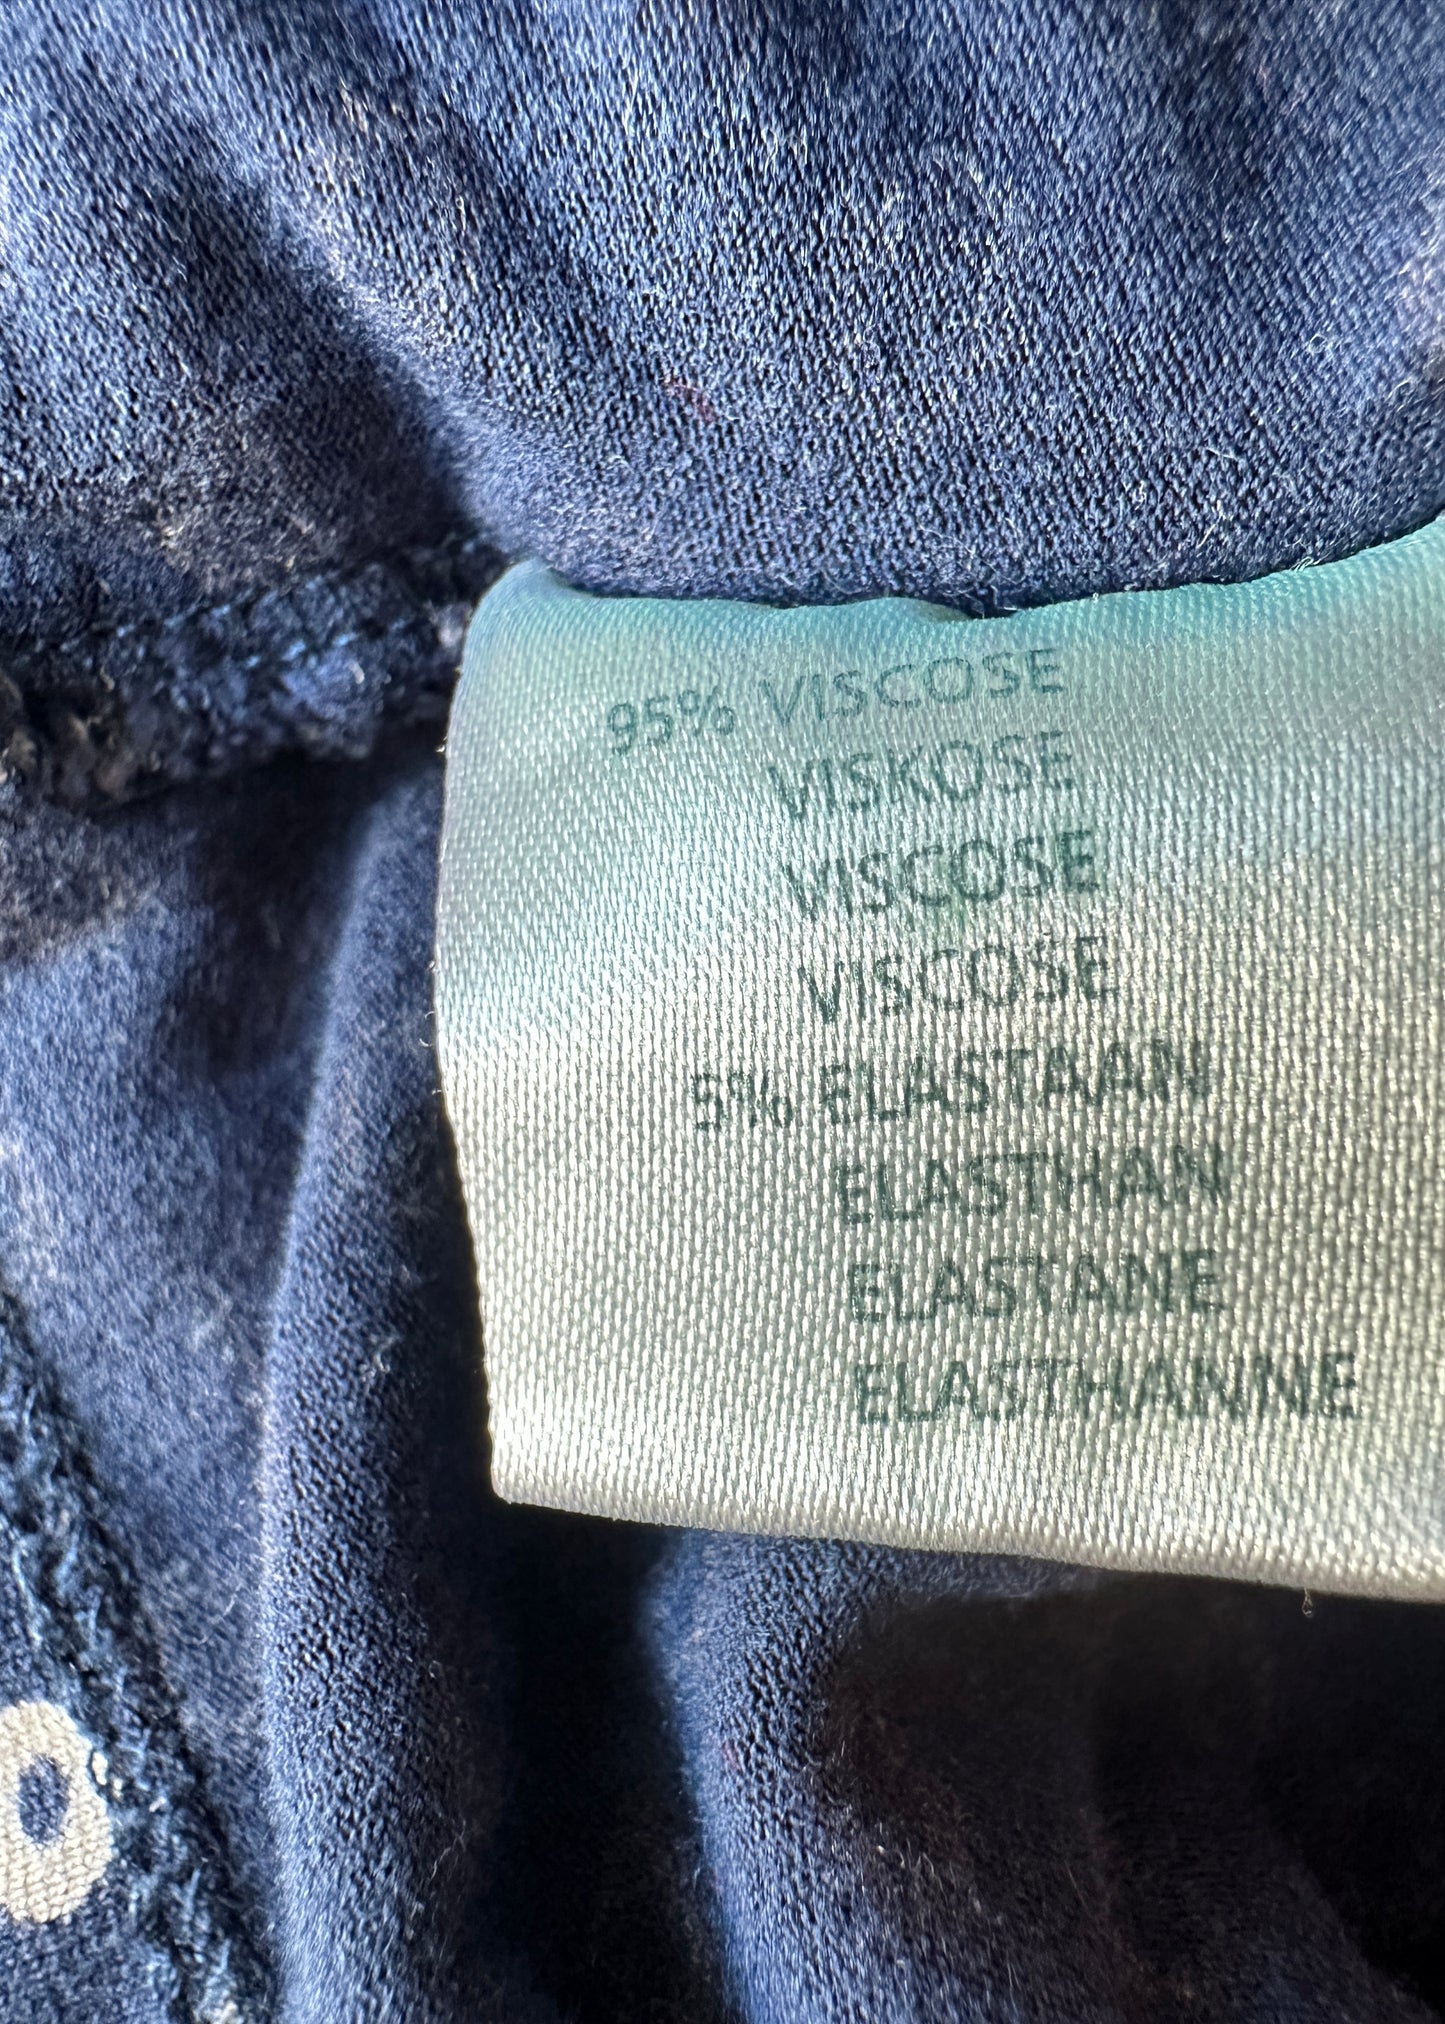 95% VISCOSE
VISKOSE
VISCOSE
VISCOSE
5% ELASTAAN
ELASTHAN
ELASTANE
ELASTHANNE